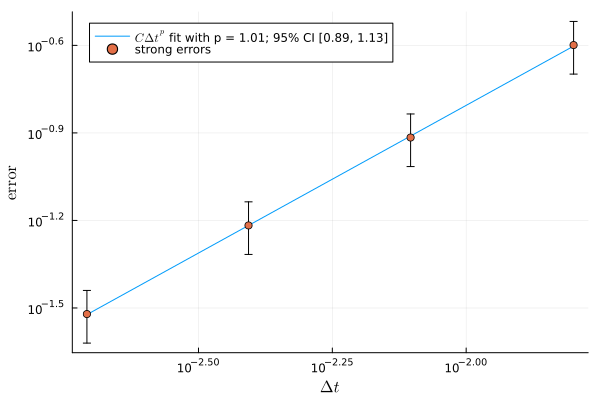 $C\Delta t^p$ fit with p = 1.01; 95% CI [0.89, 1.13]
strong errors
10^{-0.6}
10^{-0.9}
10^{-1.2}
10^{-1.5}
error
10^{-2.50}
10^{-2.25}
10^{-2.00}
Δt